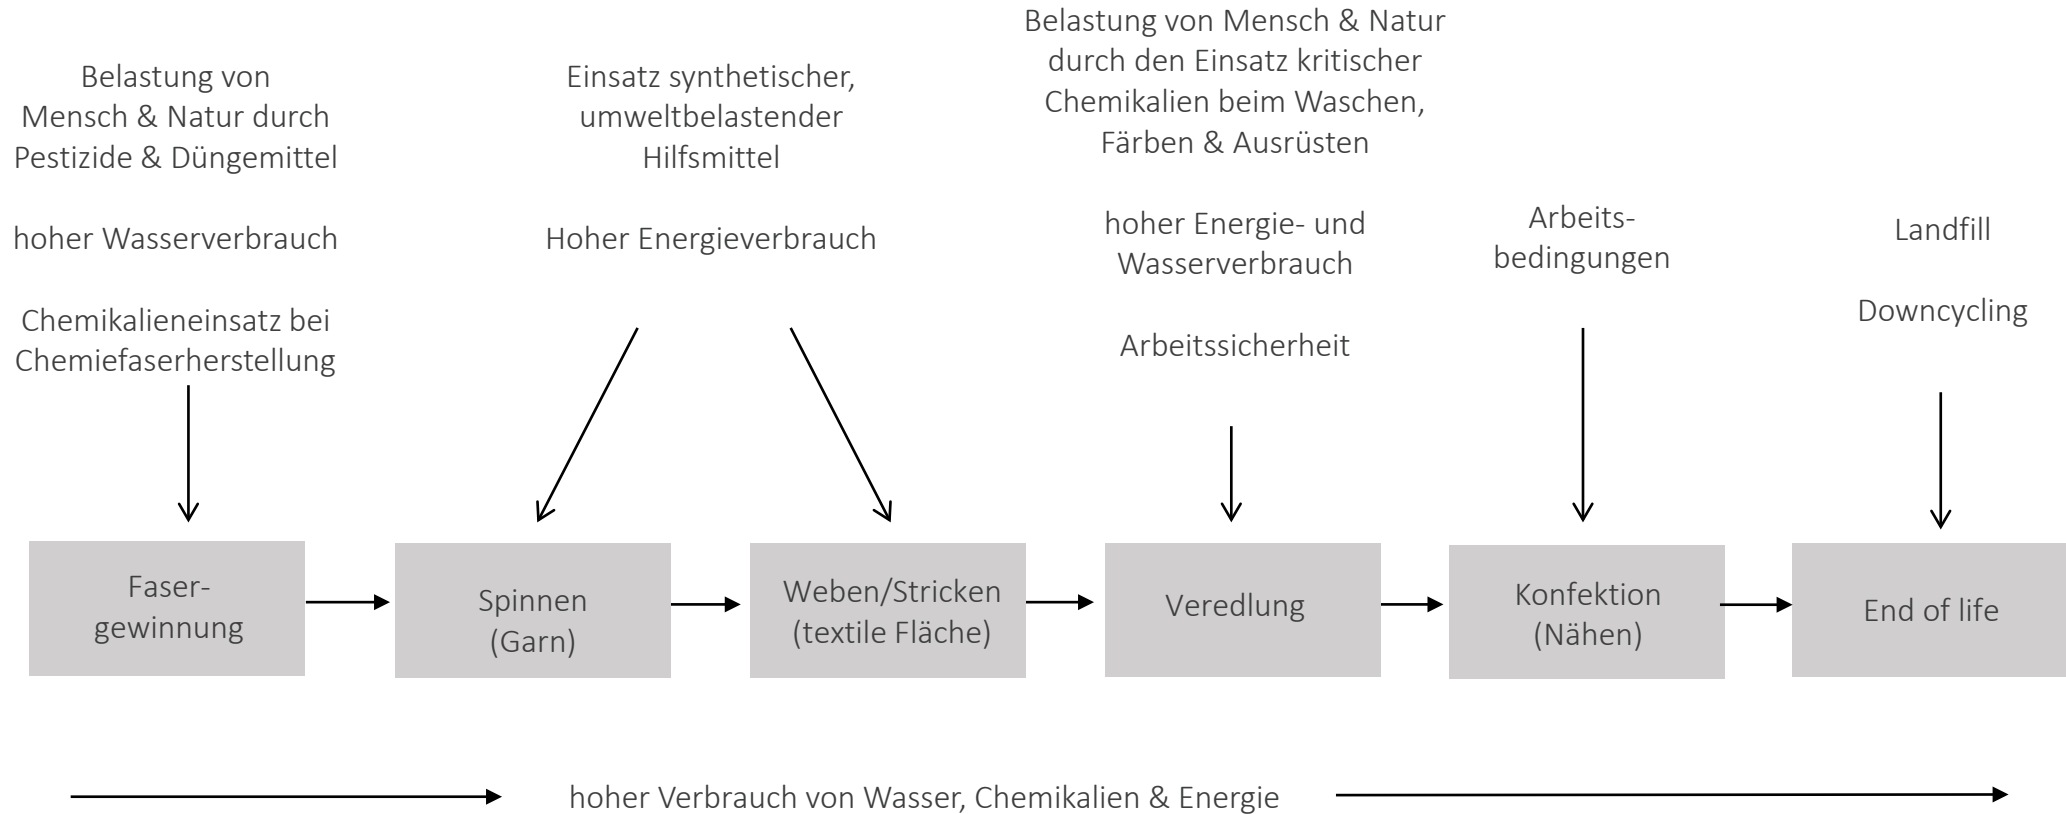 Belastung von
Mensch & Natur durch
Pestizide & Düngemittel
hoher Wasserverbrauch
Chemikalieneinsatz bei
Chemiefaserherstellung
Einsatz synthetischer,
umweltbelastender
Hilfsmittel
Hoher Energieverbrauch
Belastung von Mensch & Natur
durch den Einsatz kritischer
Chemikalien beim Waschen,
Färben & Ausrüsten
hoher Energie- und
Wasserverbrauch
Arbeitssicherheit
Arbeits-
bedingungen
Landfill
Downcycling
Faser-
gewinnung
Spinnen
(Garn)
Weben/Stricken
(textile Fläche)
Veredlung
Konfektion
(Nähen)
End of life
hoher Verbrauch von Wasser, Chemikalien & Energie